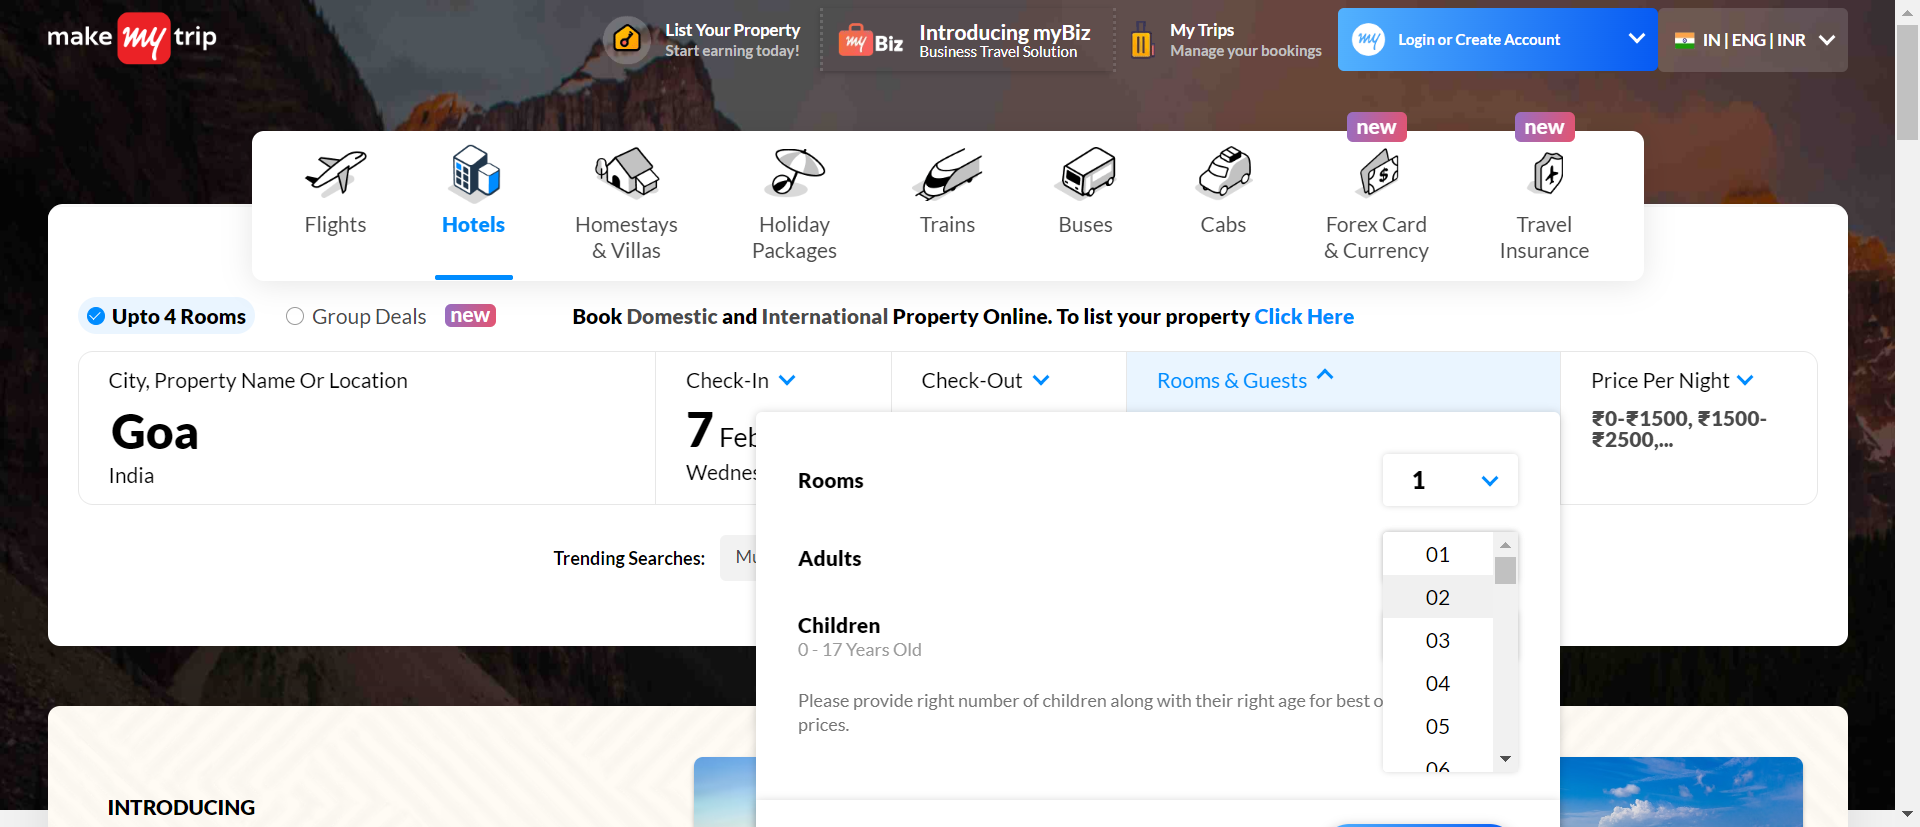 make my trip
List Your Property
Start earning today!
my Biz
Introducing myBiz
Business Travel Solution
My Trips
Manage your bookings
my
Login or Create Account
IN | ENG | INR
new
new
Flights
Hotels
Homestays
& Villas
Holiday
Packages
Trains
Buses
Cabs
Forex Card
& Currency
Travel
Insurance
Upto 4 Rooms
Group Deals
new
Book Domestic and International Property Online. To list your property Click Here
City, Property Name Or Location
Goa
India
Check-In
7 Feb
Wednes
Check-Out
Rooms & Guests
Price Per Night
₹0-₹1500, ₹1500-
₹2500,...
Rooms
1
Adults
01
02
03
04
05
06
Children
0 - 17 Years Old
Please provide right number of children along with their right age for best o
prices.
Trending Searches:
Mu
INTRODUCING